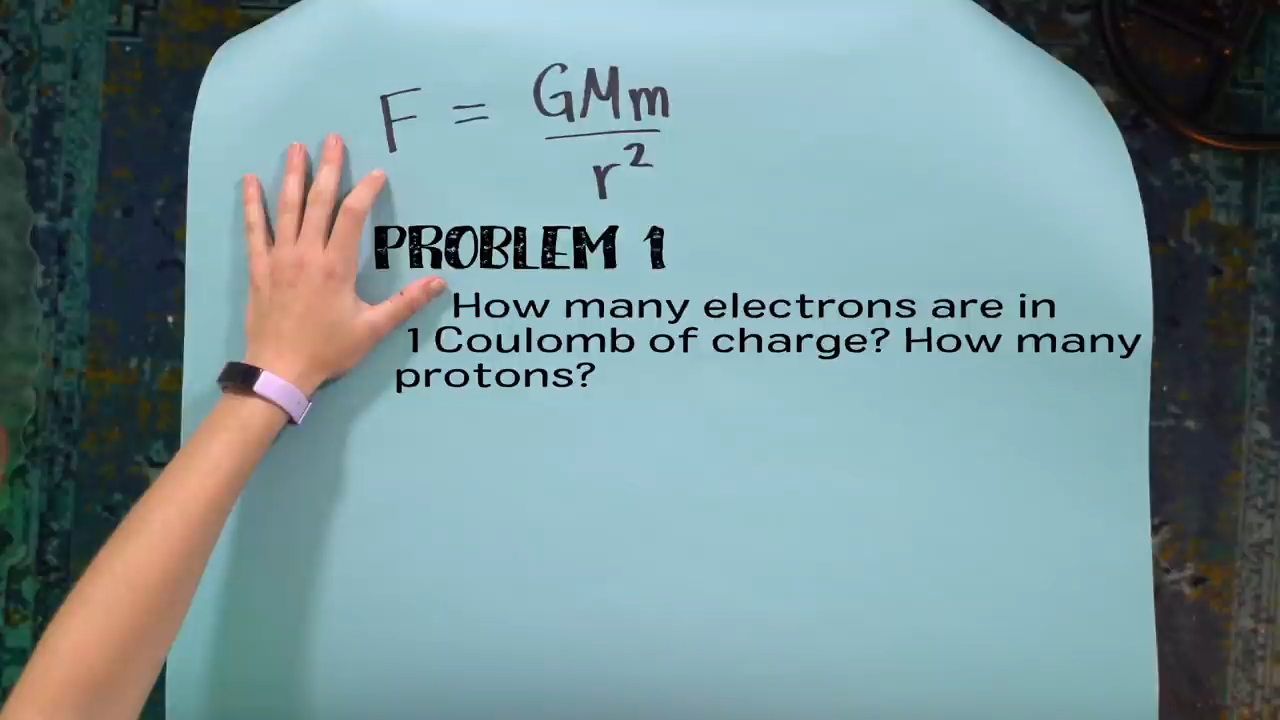 F = GMm
r²
PROBLEM 1
How many electrons are in
1 Coulomb of charge? How many
protons?